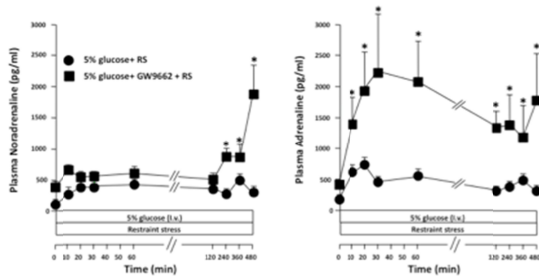 Plasma Noradrenaline (pg/ml)
3000
2500
2000
1500
1000
500
0
5% glucose+ RS
5% glucose+ GW9662 + RS
*
* *
5% glucose (I.v.)
Restraint stress
0 10 20 30 40 50 60 120 240 360 480
Time (min)
Plasma Adrenaline (pg/ml)
3000
2500
2000
1500
1000
500
0
* * * * * * * *
5% glucose (i.v.)
Restraint stress
0 10 20 30 40 50 60 120 240 360 480
Time (min)